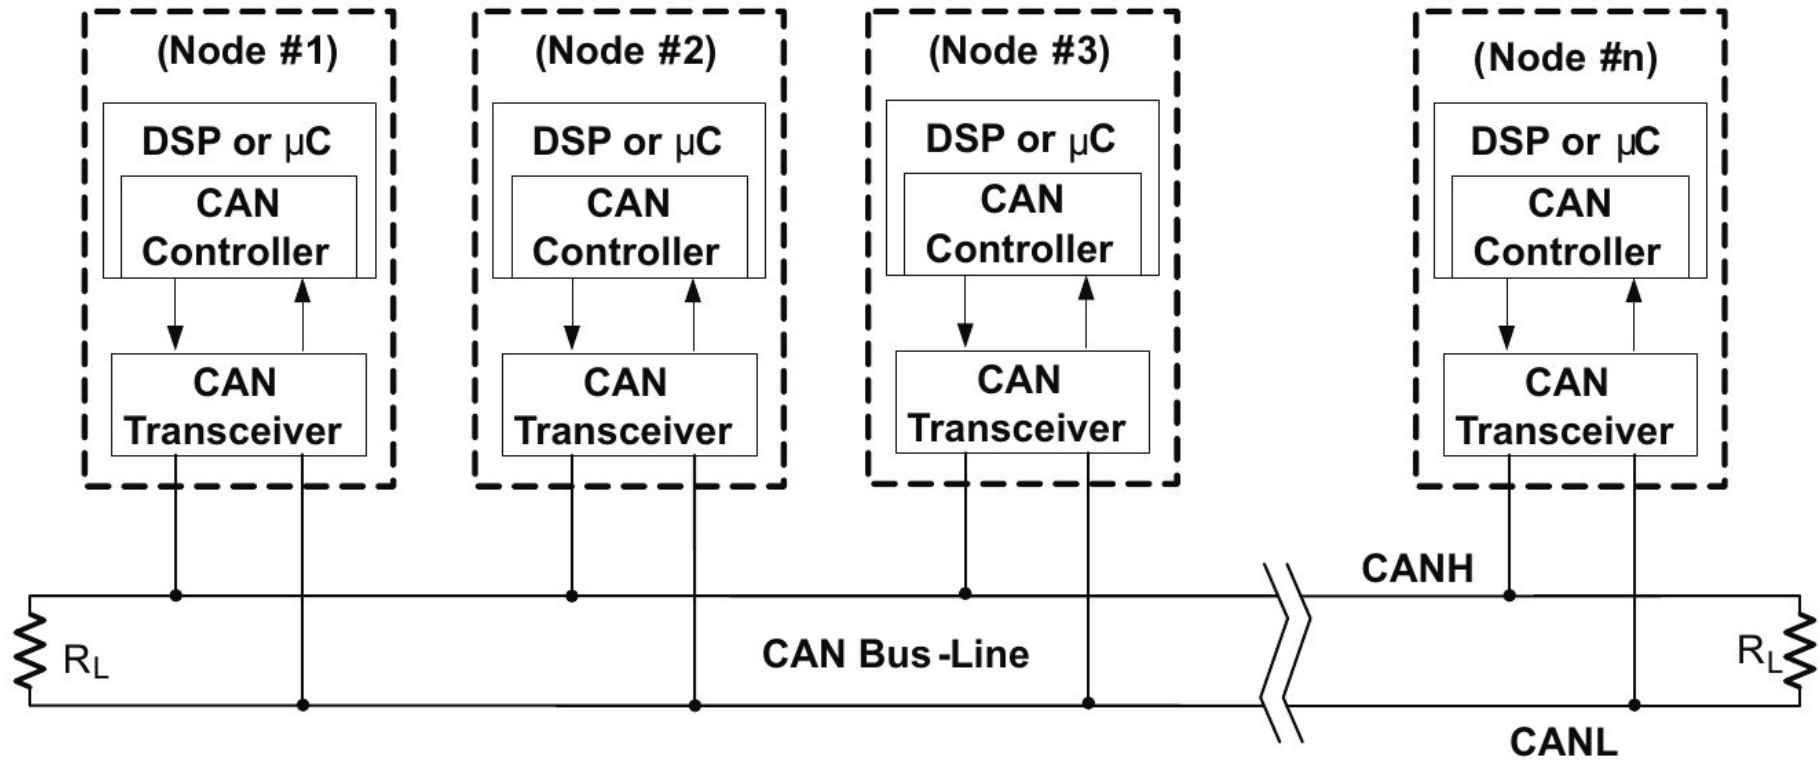 (Node #1)
DSP or μC
CAN
Controller
CAN
Transceiver
(Node #2)
DSP or μC
CAN
Controller
CAN
Transceiver
(Node #3)
DSP or μC
CAN
Controller
CAN
Transceiver
(Node #n)
DSP or μC
CAN
Controller
CAN
Transceiver
CANH
RL
CAN Bus-Line
RL
CANL